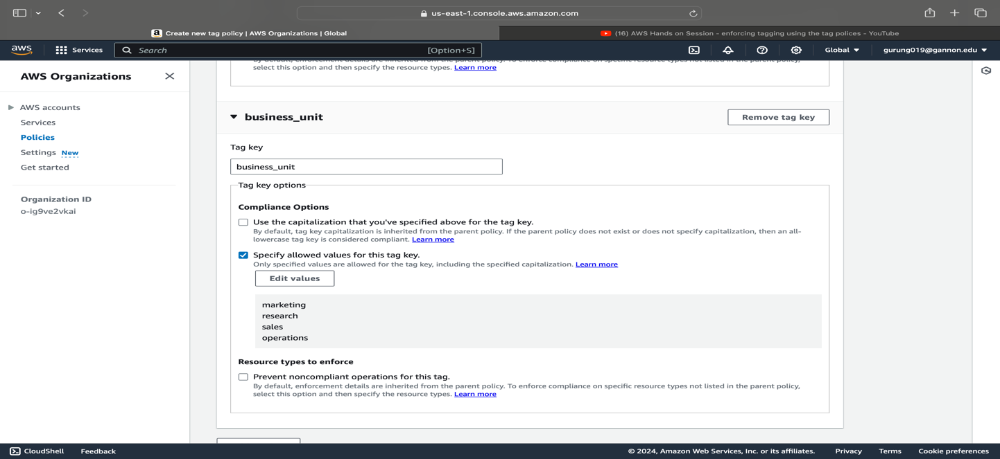 us-east-1.console.aws.amazon.com
a Create new tag policy | AWS Organizations | Global
(16) AWS Hands on Session - enforcing tagging using the tag polices - YouTube
aws Services Search [Option+S] Global gurung019@gannon.edu
AWS Organizations
AWS accounts
Services
Policies
Settings New
Get started
Organization ID
o-ig9ve2vkai
By default, enforcement details are inherited from the parent policy. To enforce compliance on specific resource types not listed in the parent policy,
select this option and then specify the resource types. Learn more
business_unit
Remove tag key
Tag key
business_unit
Tag key options
Compliance Options
Use the capitalization that you've specified above for the tag key.
By default, tag key capitalization is inherited from the parent policy. If the parent policy does not exist or does not specify capitalization, then an all-
lowercase tag key is considered compliant. Learn more
Specify allowed values for this tag key.
Only specified values are allowed for the tag key, including the specified capitalization. Learn more
Edit values
marketing
research
sales
operations
Resource types to enforce
Prevent noncompliant operations for this tag.
By default, enforcement details are inherited from the parent policy. To enforce compliance on specific resource types not listed in the parent policy,
select this option and then specify the resource types. Learn more
CloudShell Feedback © 2024, Amazon Web Services, Inc. or its affiliates. Privacy Terms Cookie preferences